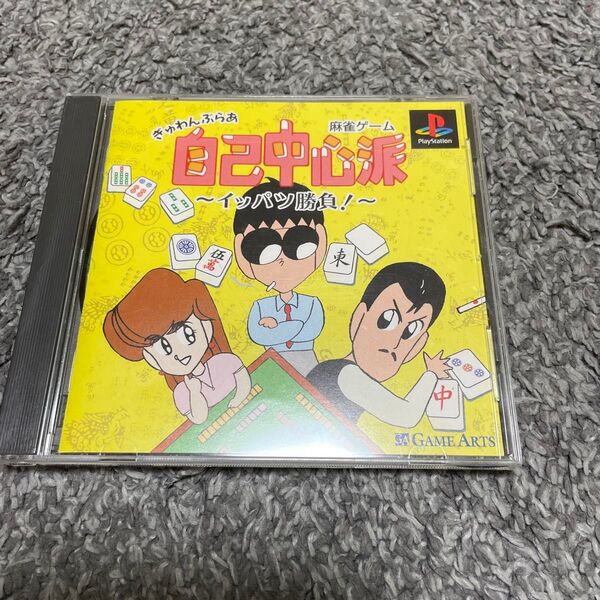 ぎゅわんぶらあ
麻雀ゲーム
自己中心派
～イッパツ勝負！～
PlayStation
伍
萬
東
中
GAME ARTS